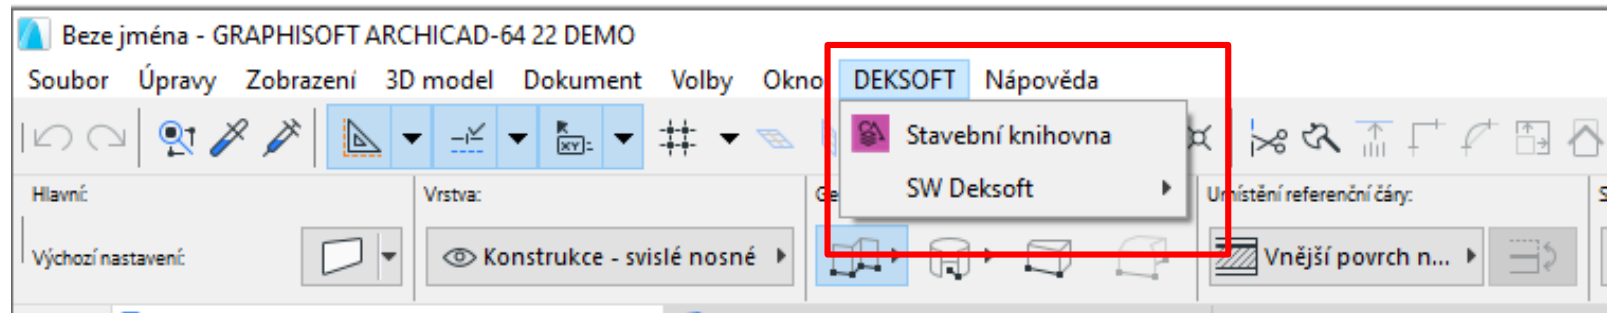 Beze jména - GRAPHISOFT ARCHICAD-64 22 DEMO
Soubor Úpravy Zobrazení 3D model Dokument Volby Okno DEKSOFT Nápověda
Stavební knihovna
SW Deksoft
Hlavní: Vrstva: Ge Umístění referenční čáry: S
Výchozí nastavení: Konstrukce - svislé nosné Vnější povrch n...